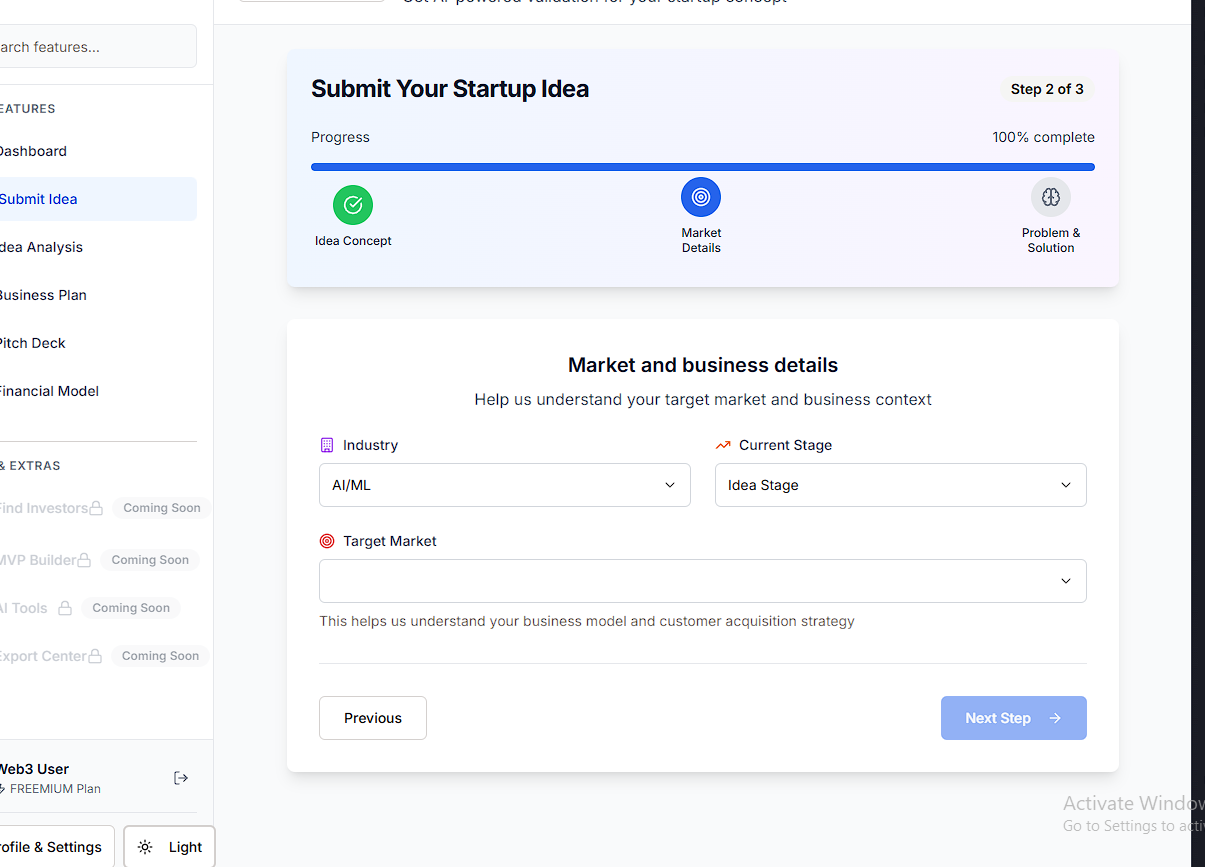 Get AI-powered validation for your startup concept
arch features...
EATURES
Dashboard
Submit Idea
dea Analysis
Business Plan
Pitch Deck
Financial Model
& EXTRAS
Find Investors Coming Soon
MVP Builder Coming Soon
AI Tools Coming Soon
Export Center Coming Soon
Web3 User
FREEMIUM Plan
rofile & Settings
Light
Submit Your Startup Idea
Step 2 of 3
Progress
100% complete
Idea Concept
Market
Details
Problem &
Solution
Market and business details
Help us understand your target market and business context
Industry
AI/ML
Current Stage
Idea Stage
Target Market
This helps us understand your business model and customer acquisition strategy
Previous
Next Step
Activate Window
Go to Settings to acti